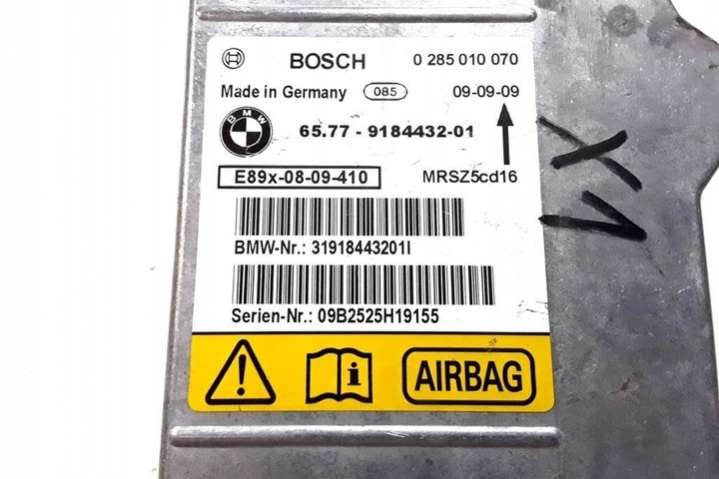 BOSCH 0 285 010 070
Made in Germany 085 09-09-09
BMW 65.77 - 9184432-01
E89x-08-09-410 MRSZ5cd16
BMW-Nr.: 31918443201I
Serien-Nr.: 09B2525H19155
AIRBAG